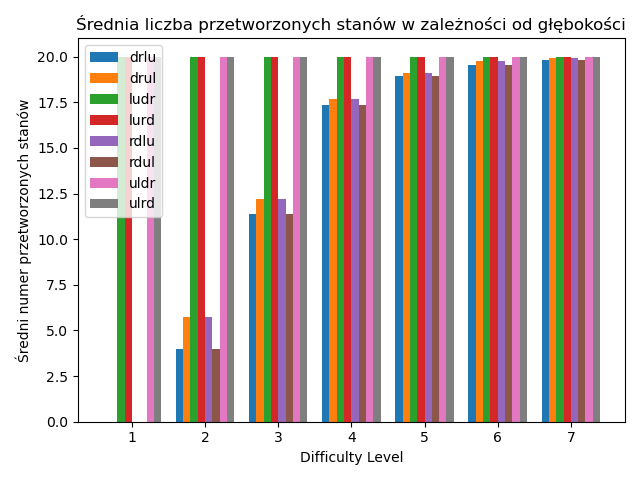 Średnia liczba przetworzonych stanów w zależności od głębokości
Średni numer przetworzonych stanów
20.0
17.5
15.0
12.5
10.0
7.5
5.0
2.5
0.0
drlu
drul
ludr
lurd
rdlu
rdul
uldr
ulrd
1 2 3 4 5 6 7
Difficulty Level